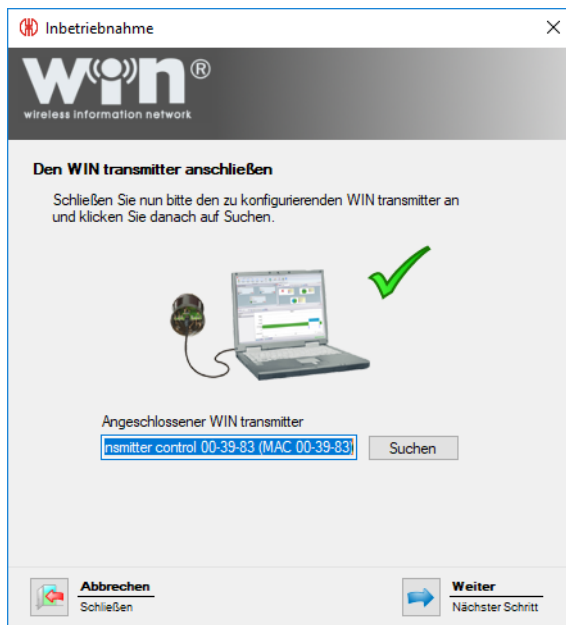 Inbetriebnahme
WIN®
wireless information network
Den WIN transmitter anschließen
Schließen Sie nun bitte den zu konfigurierenden WIN transmitter an
und klicken Sie danach auf Suchen.
Angeschlossener WIN transmitter
nsmitter control 00-39-83 (MAC 00-39-83)
Suchen
Abbrechen
Schließen
Weiter
Nächster Schritt